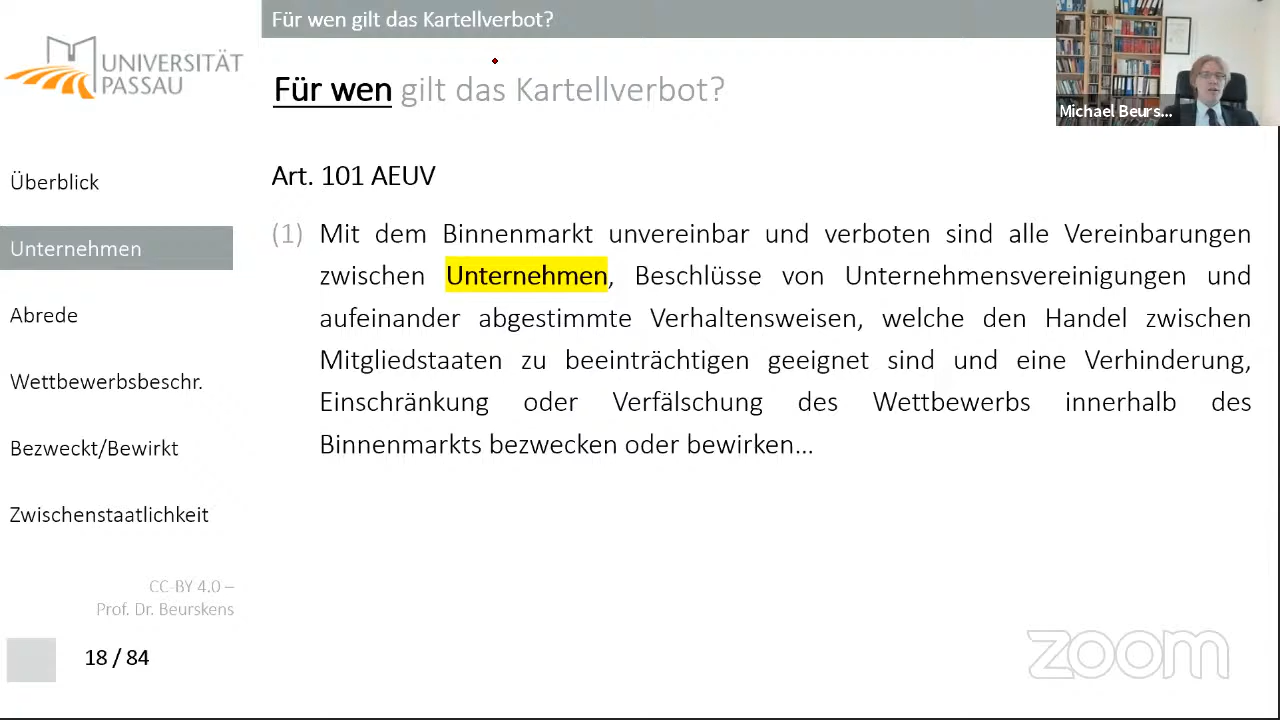 Für wen gilt das Kartellverbot?
UNIVERSITÄT
PASSAU
Für wen gilt das Kartellverbot?
Michael Beurs...
Überblick
Unternehmen
Abrede
Wettbewerbsbeschr.
Bezweckt/Bewirkt
Zwischenstaatlichkeit
CC-BY 4.0 –
Prof. Dr. Beurskens
18 / 84
Art. 101 AEUV
(1) Mit dem Binnenmarkt unvereinbar und verboten sind alle Vereinbarungen
zwischen Unternehmen, Beschlüsse von Unternehmensvereinigungen und
aufeinander abgestimmte Verhaltensweisen, welche den Handel zwischen
Mitgliedstaaten zu beeinträchtigen geeignet sind und eine Verhinderung,
Einschränkung oder Verfälschung des Wettbewerbs innerhalb des
Binnenmarkts bezwecken oder bewirken...
zoom